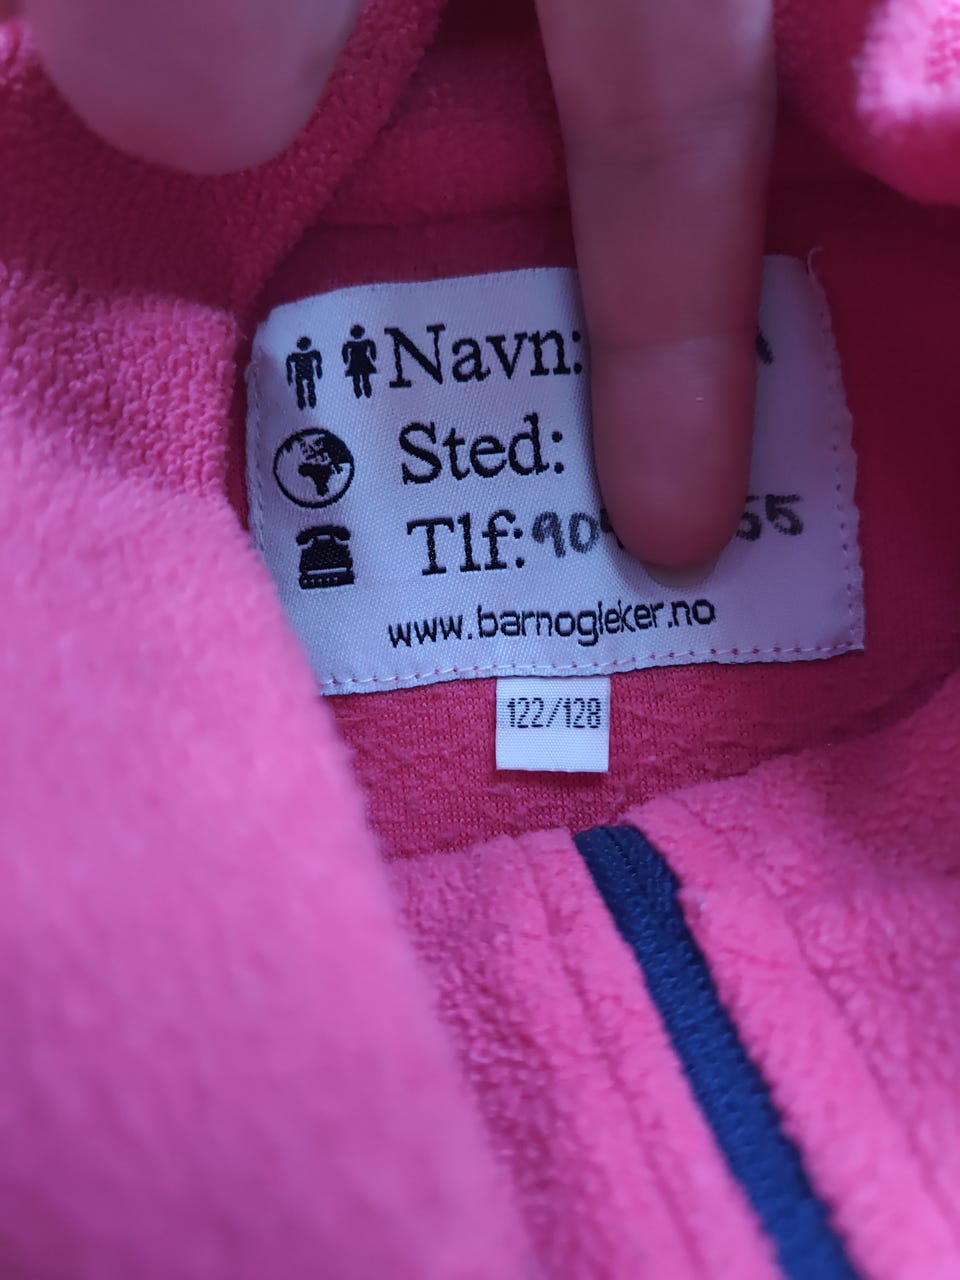 Navn:
Sted:
Tlf: 90 55
www.barnogleker.no
122/128